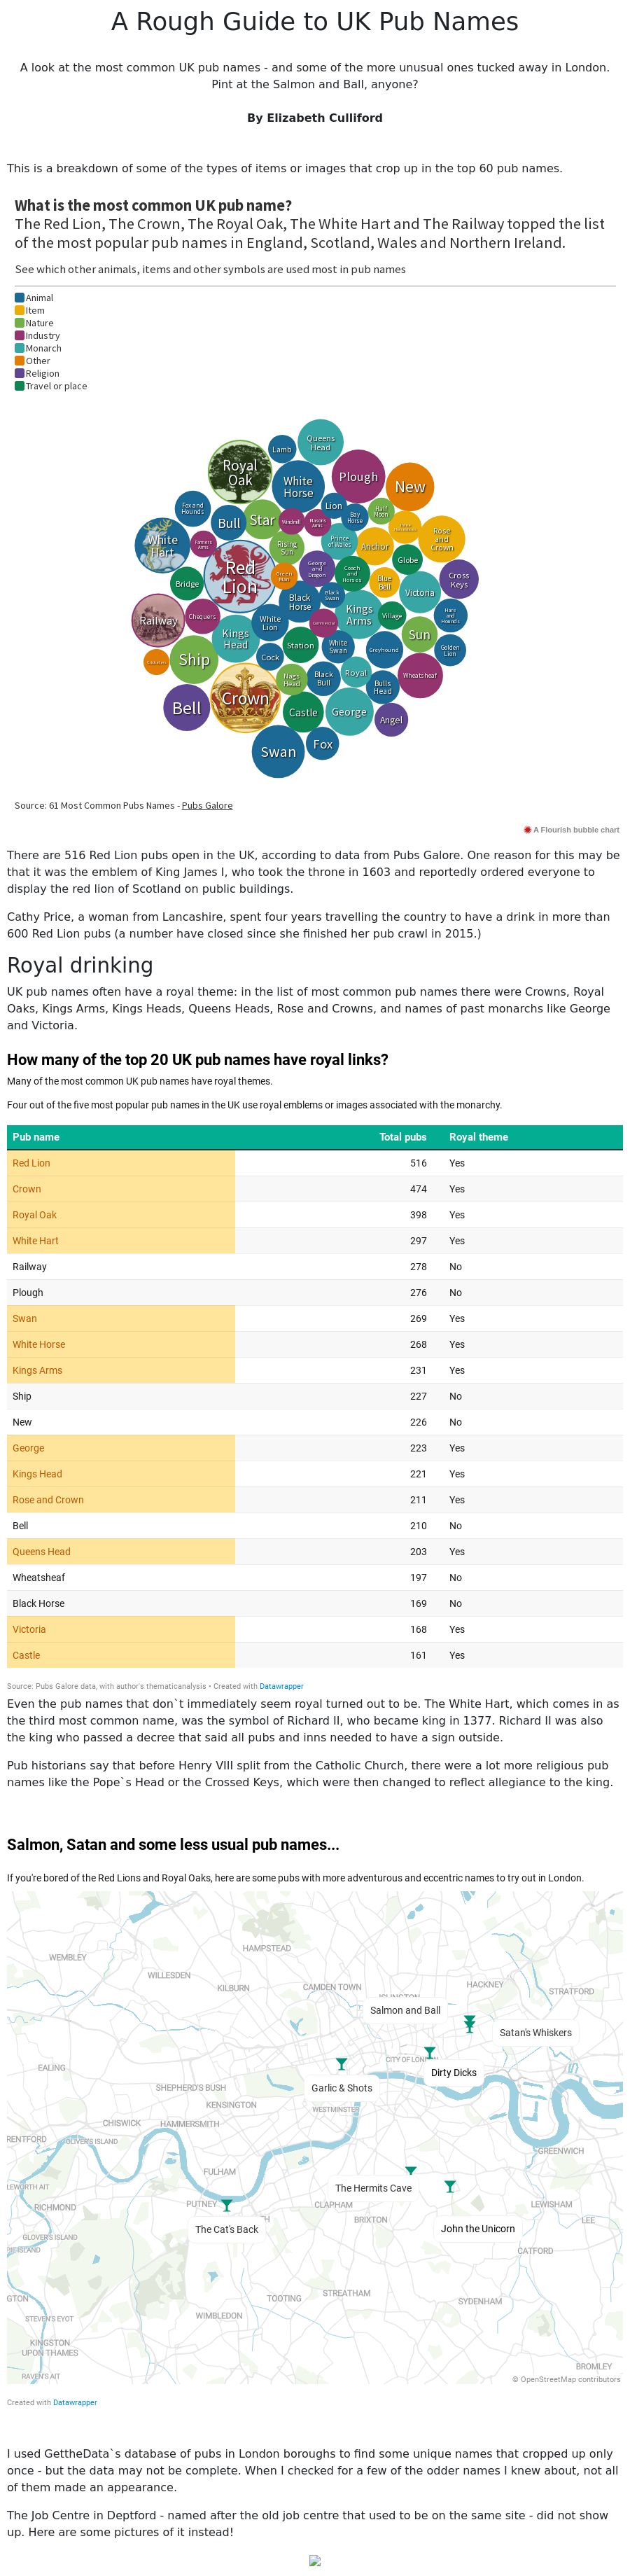 A Rough Guide to UK Pub Names
A look at the most common UK pub names - and some of the more unusual ones tucked away in London.
Pint at the Salmon and Ball, anyone?
By Elizabeth Culliford
This is a breakdown of some of the types of items or images that crop up in the top 60 pub names.
What is the most common UK pub name?
The Red Lion, The Crown, The Royal Oak, The White Hart and The Railway topped the list
of the most popular pub names in England, Scotland, Wales and Northern Ireland.
See which other animals, items and other symbols are used most in pub names
Animal
Item
Nature
Industry
Monarch
Other
Religion
Travel or place
Queens
Head
Lamb
Royal
Oak
Plough
White
Horse
New
Lion
Fox and
Hounds
Half
Moon
Bay
Horse
Star
Bull
Windmill
Masons
Arms
Rose
and
Crown
White
Hart
Prince
of Wales
Anchor
Rising
Sun
Farmers
Arms
Globe
Red
Lion
George
and
Dragon
Coach
and
Horses
Green
Man
Cross
Keys
Bridge
Blue
Bell
Victoria
Black
Swan
Black
Horse
Kings
Arms
Hare
and
Hounds
Railway
Chequers
White
Lion
Village
Kings
Head
Sun
Station
White
Swan
Greyhound
Golden
Lion
Ship
Cock
Royal
Wheatsheaf
Nags
Head
Black
Bull
Bulls
Head
Crown
Bell
Castle
George
Angel
Swan
Fox
Source: 61 Most Common Pubs Names - Pubs Galore
A Flourish bubble chart
There are 516 Red Lion pubs open in the UK, according to data from Pubs Galore. One reason for this may be
that it was the emblem of King James I, who took the throne in 1603 and reportedly ordered everyone to
display the red lion of Scotland on public buildings.
Cathy Price, a woman from Lancashire, spent four years travelling the country to have a drink in more than
600 Red Lion pubs (a number have closed since she finished her pub crawl in 2015.)
Royal drinking
UK pub names often have a royal theme: in the list of most common pub names there were Crowns, Royal
Oaks, Kings Arms, Kings Heads, Queens Heads, Rose and Crowns, and names of past monarchs like George
and Victoria.
How many of the top 20 UK pub names have royal links?
Many of the most common UK pub names have royal themes.
Four out of the five most popular pub names in the UK use royal emblems or images associated with the monarchy.
Pub name Total pubs Royal theme
Red Lion 516 Yes
Crown 474 Yes
Royal Oak 398 Yes
White Hart 297 Yes
Railway 278 No
Plough 276 No
Swan 269 Yes
White Horse 268 Yes
Kings Arms 231 Yes
Ship 227 No
New 226 No
George 223 Yes
Kings Head 221 Yes
Rose and Crown 211 Yes
Bell 210 No
Queens Head 203 Yes
Wheatsheaf 197 No
Black Horse 169 No
Victoria 168 Yes
Castle 161 Yes
Source: Pubs Galore data, with author's thematicanalysis • Created with Datawrapper
Even the pub names that don`t immediately seem royal turned out to be. The White Hart, which comes in as
the third most common name, was the symbol of Richard II, who became king in 1377. Richard II was also
the king who passed a decree that said all pubs and inns needed to have a sign outside.
Pub historians say that before Henry VIII split from the Catholic Church, there were a lot more religious pub
names like the Pope`s Head or the Crossed Keys, which were then changed to reflect allegiance to the king.
Salmon, Satan and some less usual pub names...
If you're bored of the Red Lions and Royal Oaks, here are some pubs with more adventurous and eccentric names to try out in London.
HAMPSTEAD
WEMBLEY
WILLESDEN
KILBURN
CAMDEN TOWN
HACKNEY
STRATFORD
Salmon and Ball
Satan's Whiskers
EALING
Dirty Dicks
Garlic & Shots
SHEPHERD'S BUSH
KENSINGTON
WESTMINSTER
CHISWICK
HAMMERSMITH
OLIVER'S ISLAND
GREENWICH
FULHAM
The Hermits Cave
RICHMOND
PUTNEY
CLAPHAM
BRIXTON
LEWISHAM
LEE
The Cat's Back
John the Unicorn
GLOVER'S ISLAND
CATFORD
TOOTING
STREATHAM
SYDENHAM
WIMBLEDON
STEVEN'S EYOT
KINGSTON
UPON THAMES
RAVEN'S AIT
BROMLEY
© OpenStreetMap contributors
Created with Datawrapper
I used GettheData`s database of pubs in London boroughs to find some unique names that cropped up only
once - but the data may not be complete. When I checked for a few of the odder names I knew about, not all
of them made an appearance.
The Job Centre in Deptford - named after the old job centre that used to be on the same site - did not show
up. Here are some pictures of it instead!